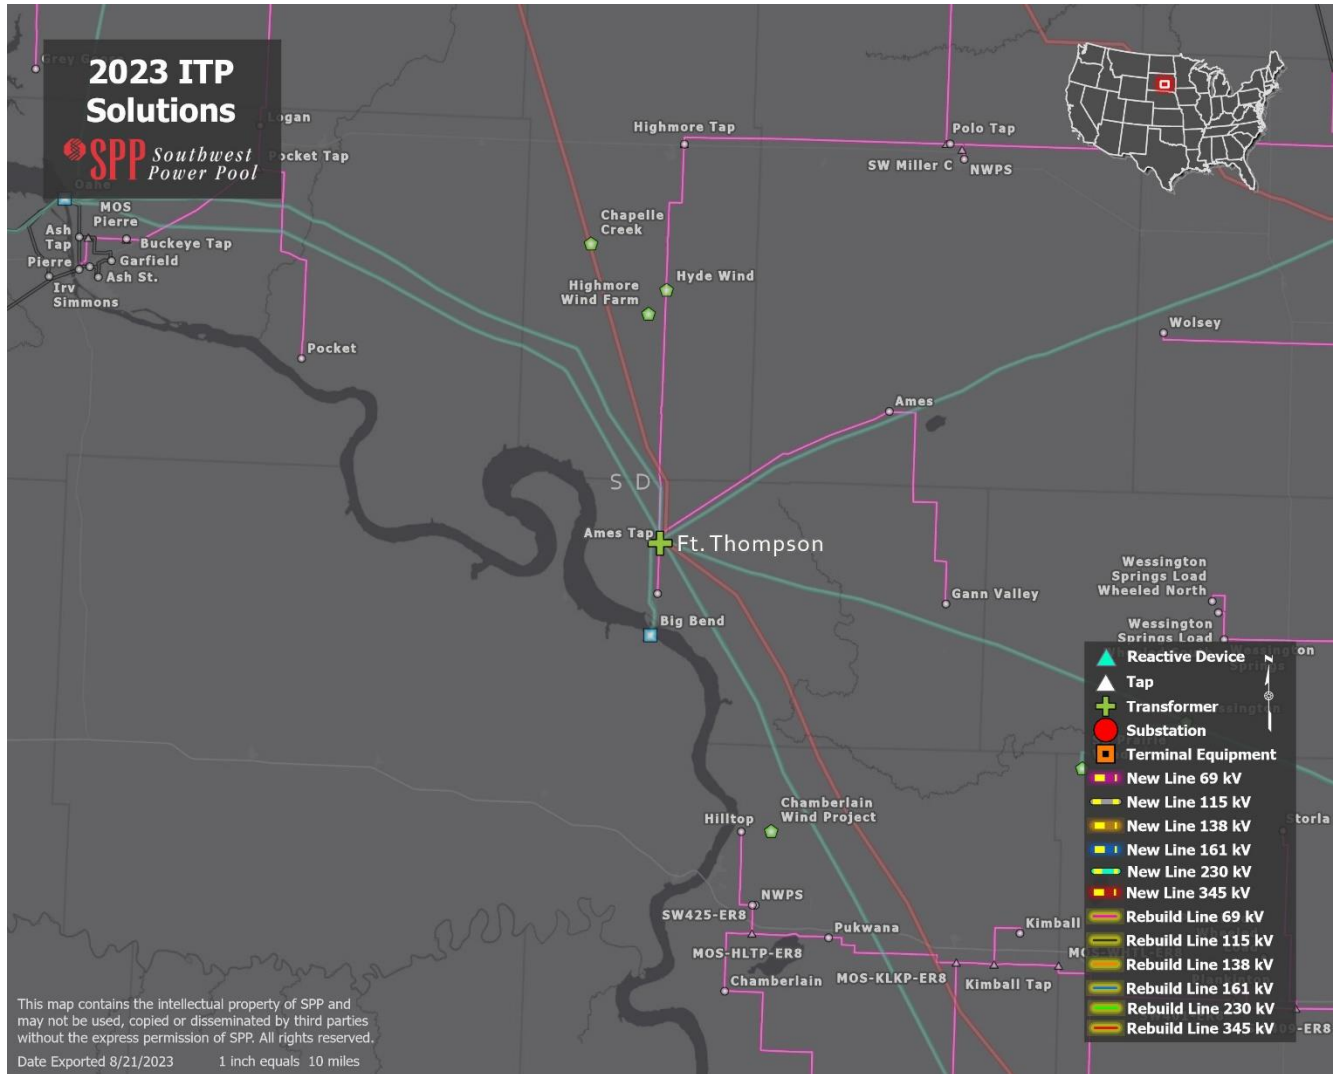 2023 ITP
Solutions
SPP Southwest
Power Pool
Logan
Pocket Tap
Oahe
MOS
Pierre
Ash
Tap
Buckeye Tap
Pierre
Garfield
Ash St.
Irv
Simmons
Pocket
Highmore Tap
Polo Tap
SW Miller C
NWPS
Chapelle
Creek
Hyde Wind
Highmore
Wind Farm
Wolsey
Ames
S D
Ames Tap
Ft. Thompson
Big Bend
Gann Valley
Wessington
Springs Load
Wheeled North
Wessington
Springs Load
Chamberlain
Wind Project
Hilltop
NWPS
SW425-ER8
Pukwana
MOS-HLTP-ER8
Chamberlain
MOS-KLKP-ER8
Kimball
Kimball Tap
Storla
Reactive Device
Tap
Transformer
Substation
Terminal Equipment
New Line 69 kV
New Line 115 kV
New Line 138 kV
New Line 161 kV
New Line 230 kV
New Line 345 kV
Rebuild Line 69 kV
Rebuild Line 115 kV
Rebuild Line 138 kV
Rebuild Line 161 kV
Rebuild Line 230 kV
Rebuild Line 345 kV
N
This map contains the intellectual property of SPP and
may not be used, copied or disseminated by third parties
without the express permission of SPP. All rights reserved.
Date Exported 8/21/2023 1 inch equals 10 miles